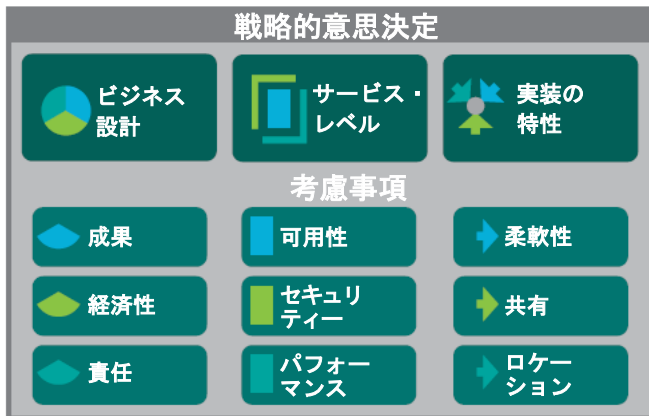 戦略的意思決定
ビジネス
設計
サービス・
レベル
実装の
特性
考慮事項
成果
可用性
柔軟性
経済性
セキュリ
ティー
共有
責任
パフォー
マンス
ロケー
ション